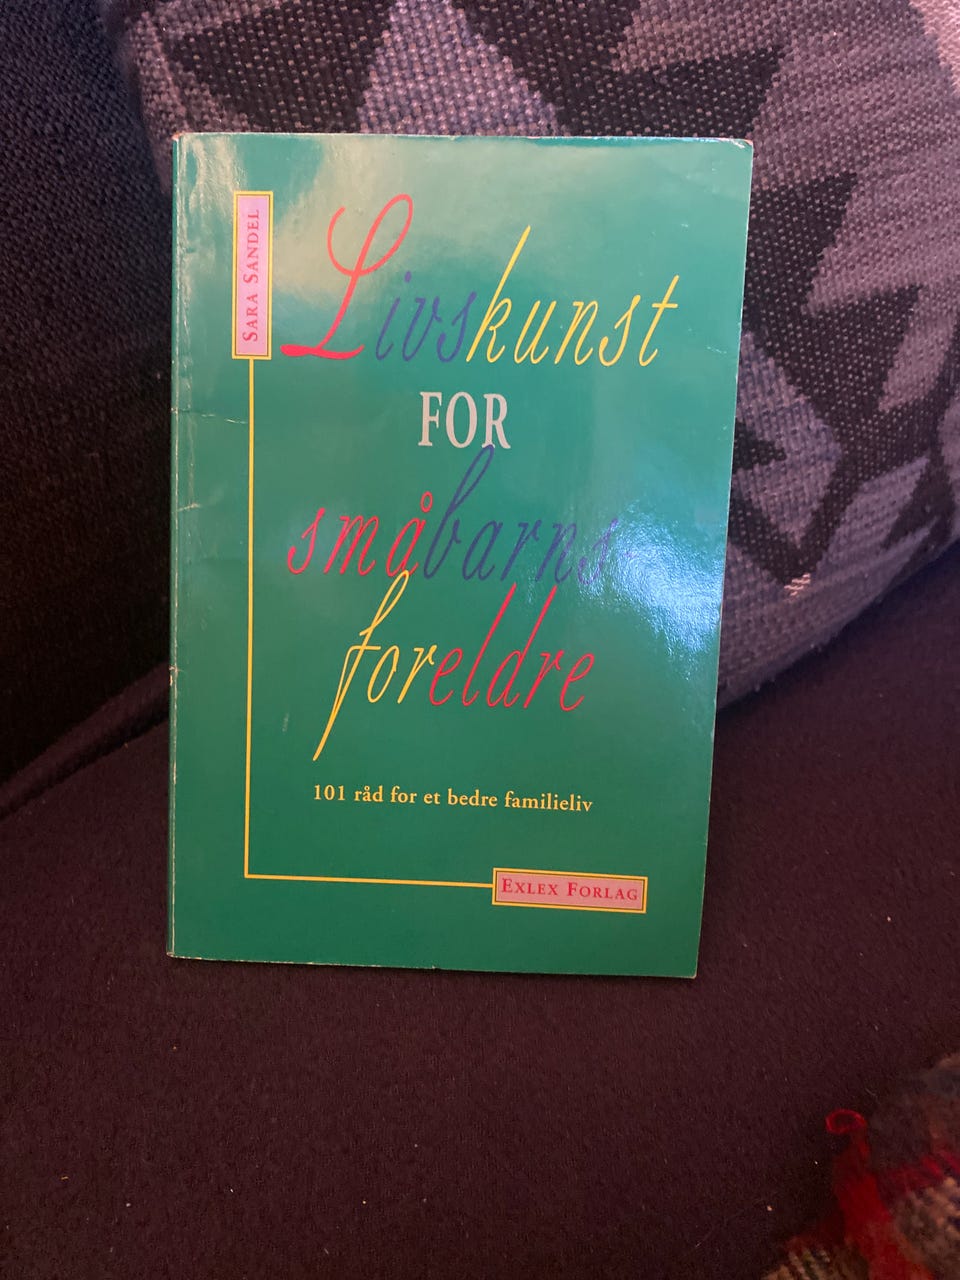 SARA SANDEL
Livskunst
FOR
småbarns-
foreldre
101 råd for et bedre familieliv
EXLEX FORLAG